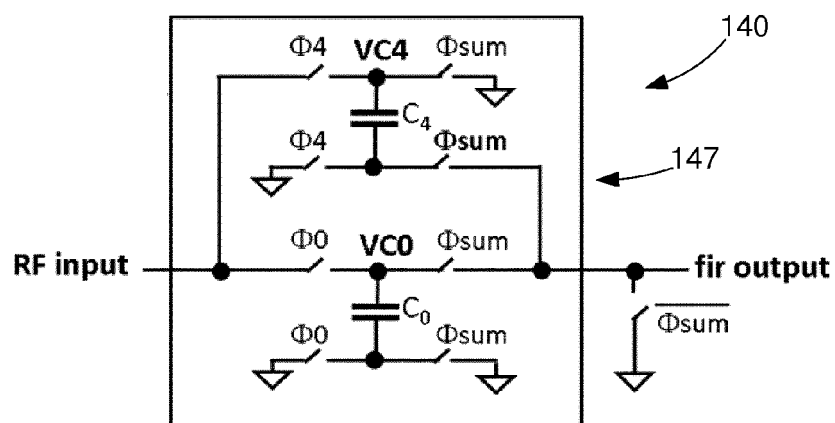 140
Φ4 VC4 Φsum
C4
Φ4 Φsum
147
RF input Φ0 VC0 Φsum fir output
C0
Φ0 Φsum Φsum